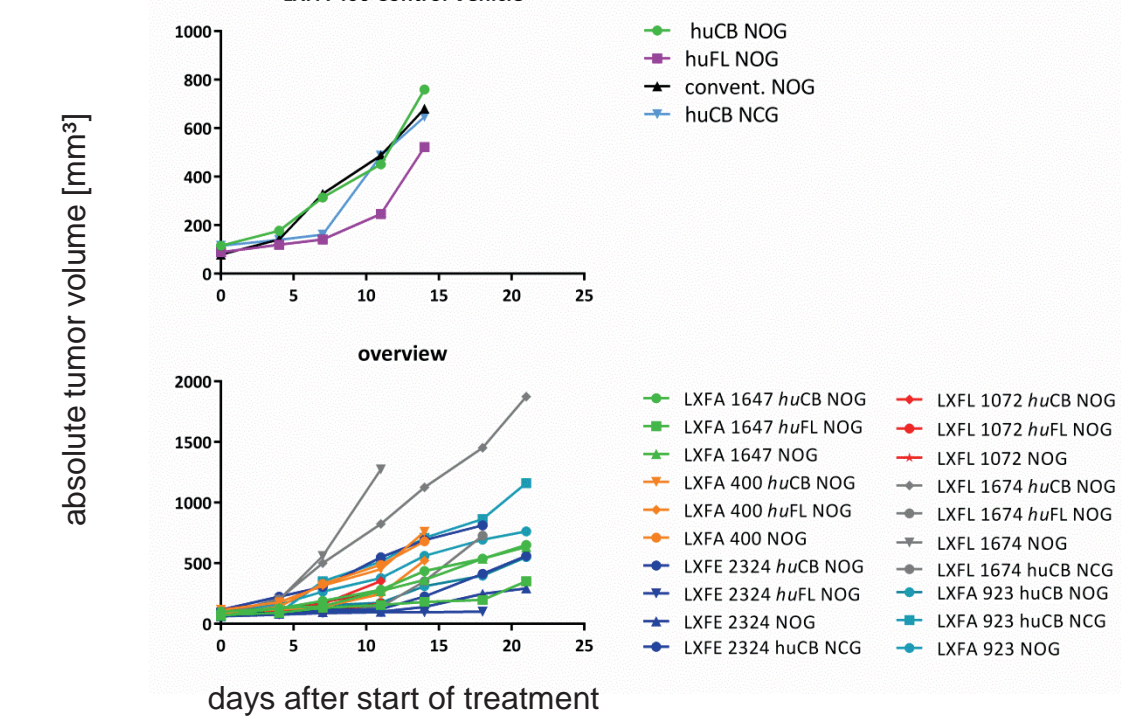 1000
800
600
400
200
0
0 5 10 15 20 25
huCB NOG
huFL NOG
convent. NOG
huCB NCG
absolute tumor volume [mm³]
overview
2000
1500
1000
500
0
0 5 10 15 20 25
LXFA 1647 huCB NOG
LXFA 1647 huFL NOG
LXFA 1647 NOG
LXFA 400 huCB NOG
LXFA 400 huFL NOG
LXFA 400 NOG
LXFE 2324 huCB NOG
LXFE 2324 huFL NOG
LXFE 2324 NOG
LXFE 2324 huCB NCG
LXFL 1072 huCB NOG
LXFL 1072 huFL NOG
LXFL 1072 NOG
LXFL 1674 huCB NOG
LXFL 1674 huFL NOG
LXFL 1674 NOG
LXFL 1674 huCB NCG
LXFA 923 huCB NOG
LXFA 923 huCB NCG
LXFA 923 NOG
days after start of treatment